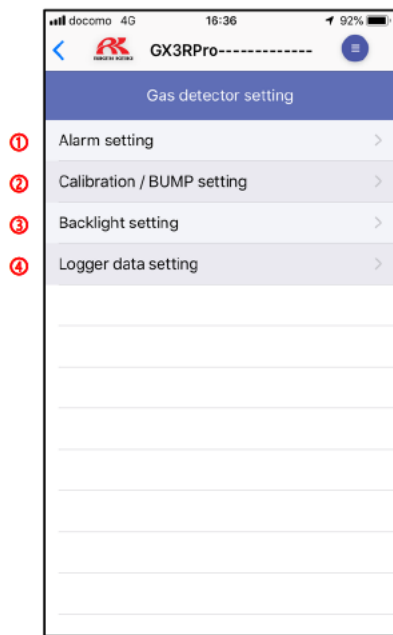 docomo 4G 16:36 92%
RK GX3RPro-------------
Gas detector setting
① Alarm setting
② Calibration / BUMP setting
③ Backlight setting
④ Logger data setting